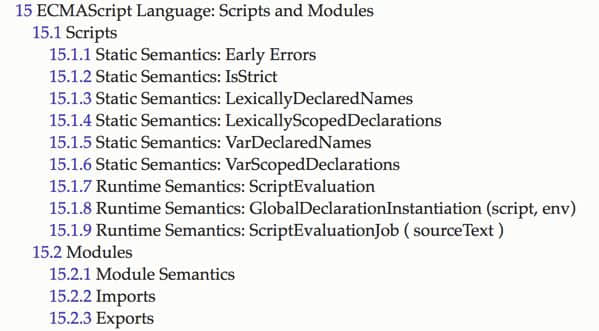 15 ECMAScript Language: Scripts and Modules
15.1 Scripts
15.1.1 Static Semantics: Early Errors
15.1.2 Static Semantics: IsStrict
15.1.3 Static Semantics: LexicallyDeclaredNames
15.1.4 Static Semantics: LexicallyScopedDeclarations
15.1.5 Static Semantics: VarDeclaredNames
15.1.6 Static Semantics: VarScopedDeclarations
15.1.7 Runtime Semantics: ScriptEvaluation
15.1.8 Runtime Semantics: GlobalDeclarationInstantiation (script, env)
15.1.9 Runtime Semantics: ScriptEvaluationJob ( sourceText )
15.2 Modules
15.2.1 Module Semantics
15.2.2 Imports
15.2.3 Exports